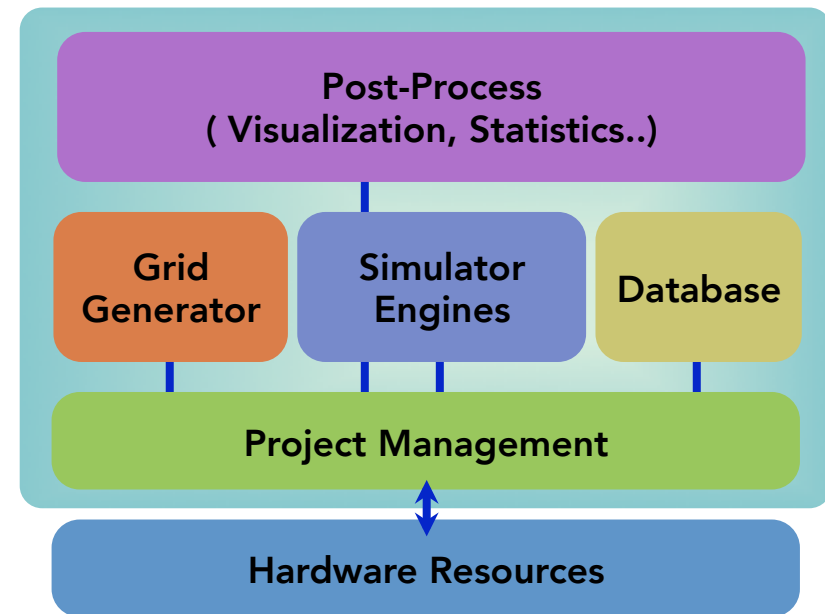 Post-Process
( Visualization, Statistics..)
Grid
Generator
Simulator
Engines
Database
Project Management
Hardware Resources